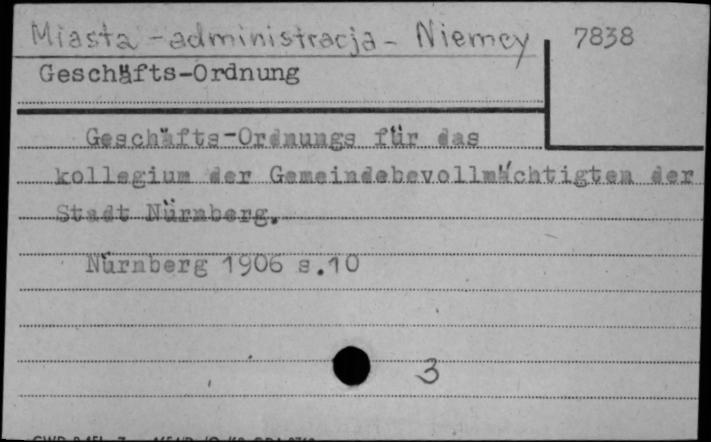 Miasta - administracja - Niemcy 7838
Geschäfts-Ordnung
Geschäfts-Ordnungs für das
kollegium der Gemeindebevollmächtigten der
Stadt Nürnberg.
Nürnberg 1906 s.10
3